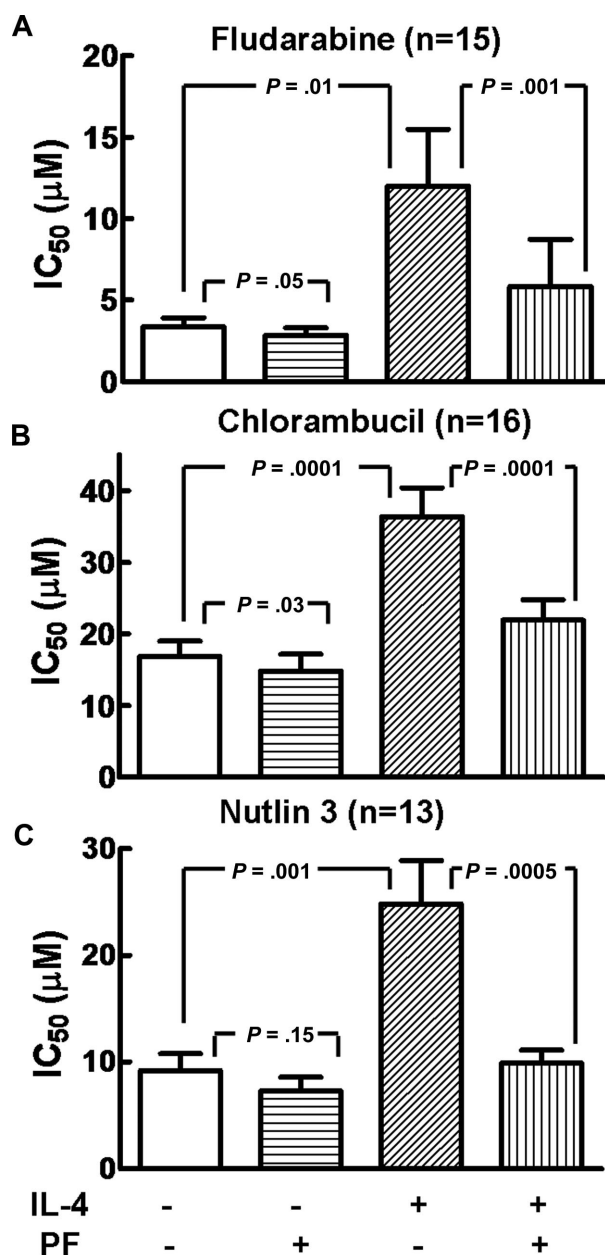 A
Fludarabine (n=15)
20
15
10
5
0
IC50 (μM)
P = .01
P = .001
P = .05
B
Chlorambucil (n=16)
40
30
20
10
0
IC50 (μM)
P = .0001
P = .0001
P = .03
C
Nutlin 3 (n=13)
30
20
10
0
IC50 (μM)
P = .001
P = .0005
P = .15
IL-4 - - + +
PF - + - +